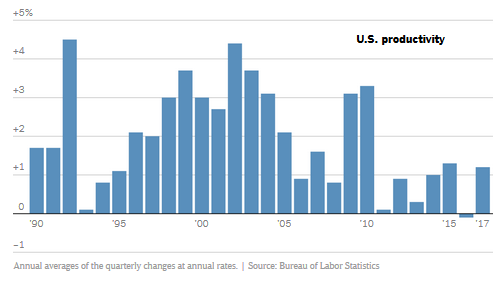 +5%
U.S. productivity
+4
+3
+2
+1
0
'90 '95 '00 '05 '10 '15 '17
−1
Annual averages of the quarterly changes at annual rates. | Source: Bureau of Labor Statistics